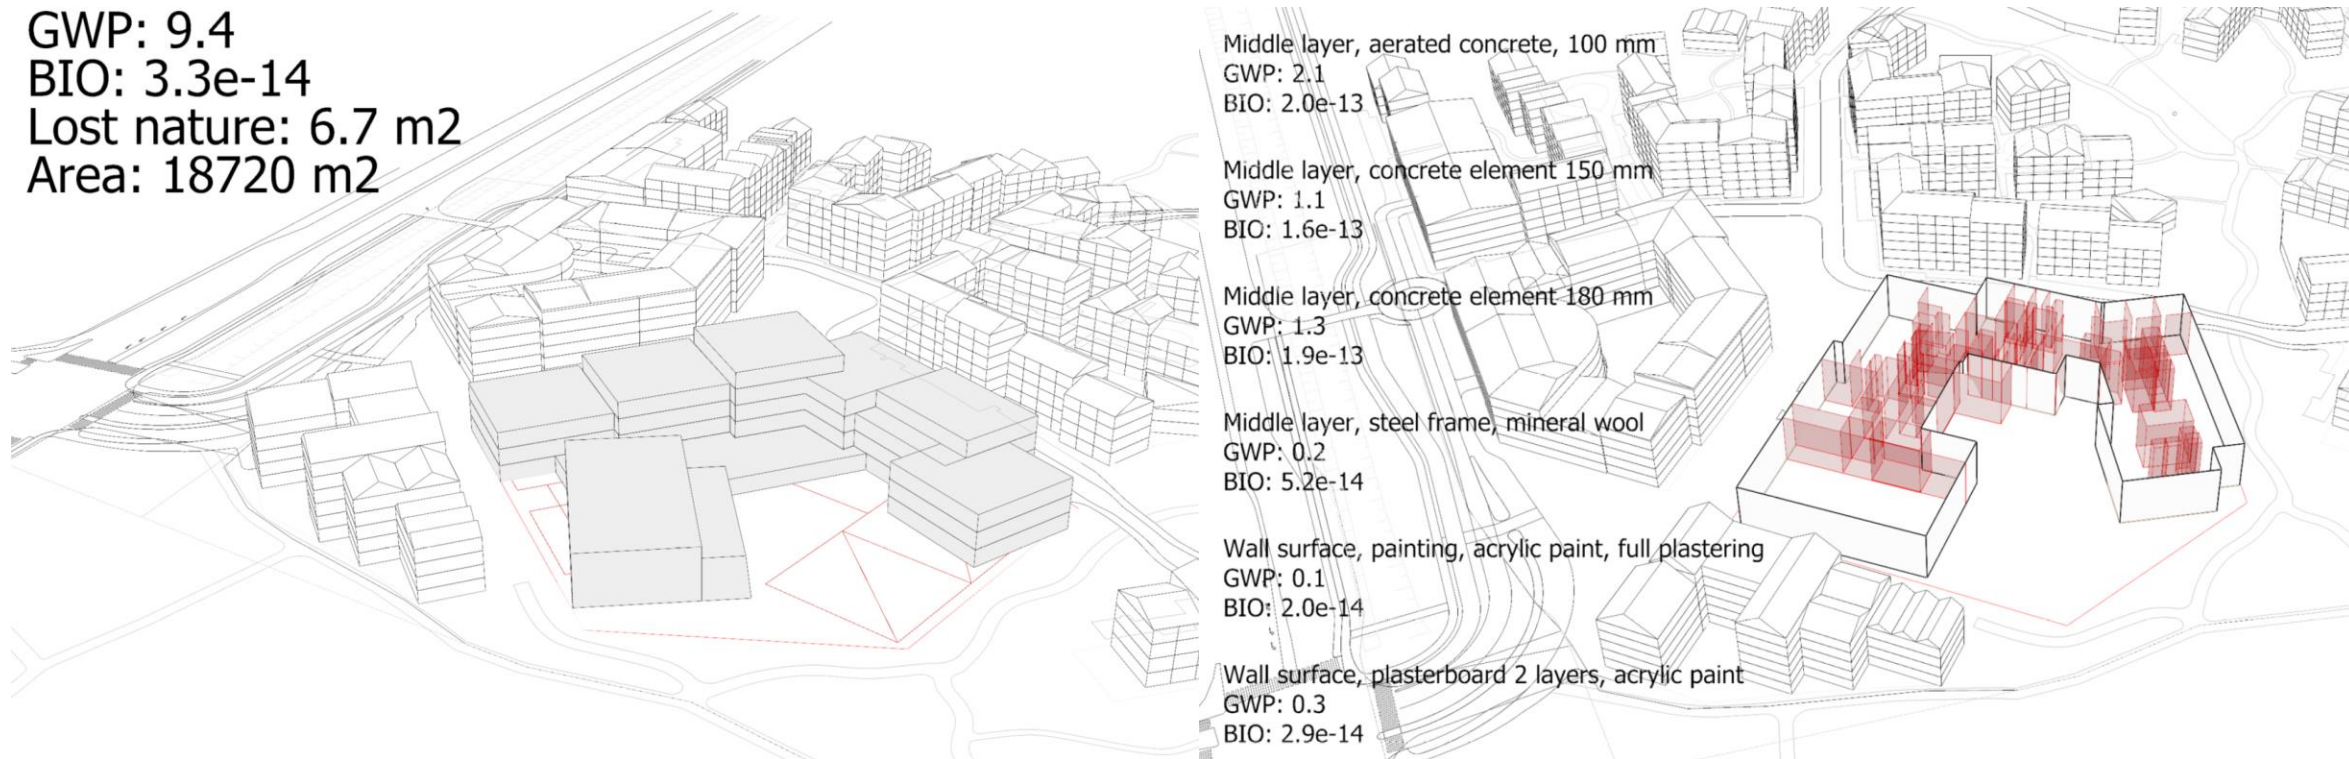 GWP: 9.4
BIO: 3.3e-14
Lost nature: 6.7 m2
Area: 18720 m2
Middle layer, aerated concrete, 100 mm
GWP: 2.1
BIO: 2.0e-13
Middle layer, concrete element 150 mm
GWP: 1.1
BIO: 1.6e-13
Middle layer, concrete element 180 mm
GWP: 1.3
BIO: 1.9e-13
Middle layer, steel frame, mineral wool
GWP: 0.2
BIO: 5.2e-14
Wall surface, painting, acrylic paint, full plastering
GWP: 0.1
BIO: 2.0e-14
Wall surface, plasterboard 2 layers, acrylic paint
GWP: 0.3
BIO: 2.9e-14